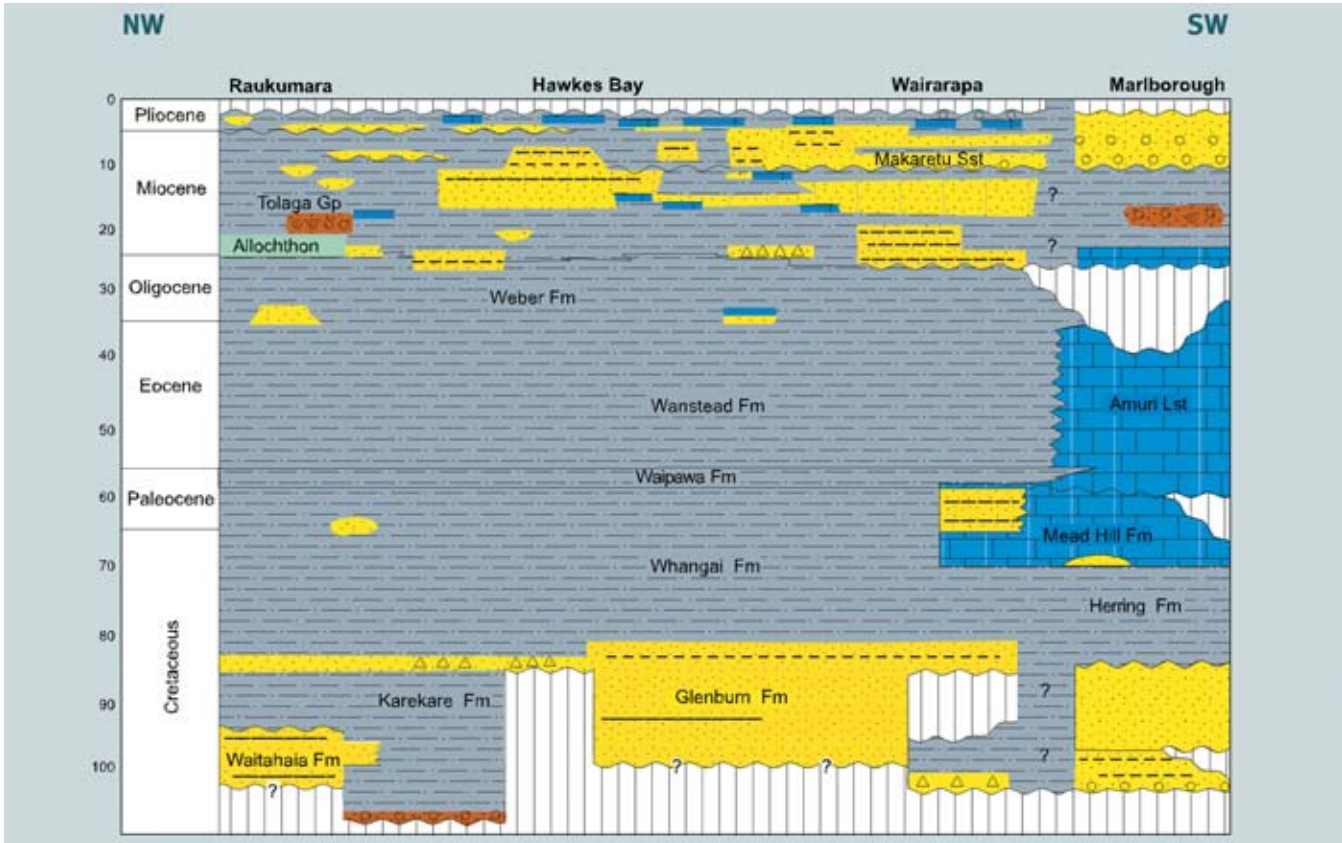 NW
SW
Raukumara
Hawkes Bay
Wairarapa
Marlborough
0
Pliocene
10
Makaretu Sst
Miocene
?
Tolaga Gp
20
Allochthon
?
Oligocene
30
Weber Fm
40
Eocene
Wanstead Fm
Amuri Lst
50
Waipawa Fm
Paleocene
60
Mead Hill Fm
70
Whangai Fm
Herring Fm
80
Cretaceous
90
Karekare Fm
Glenburn Fm
?
Waitahaia Fm
?
100
?
?
?